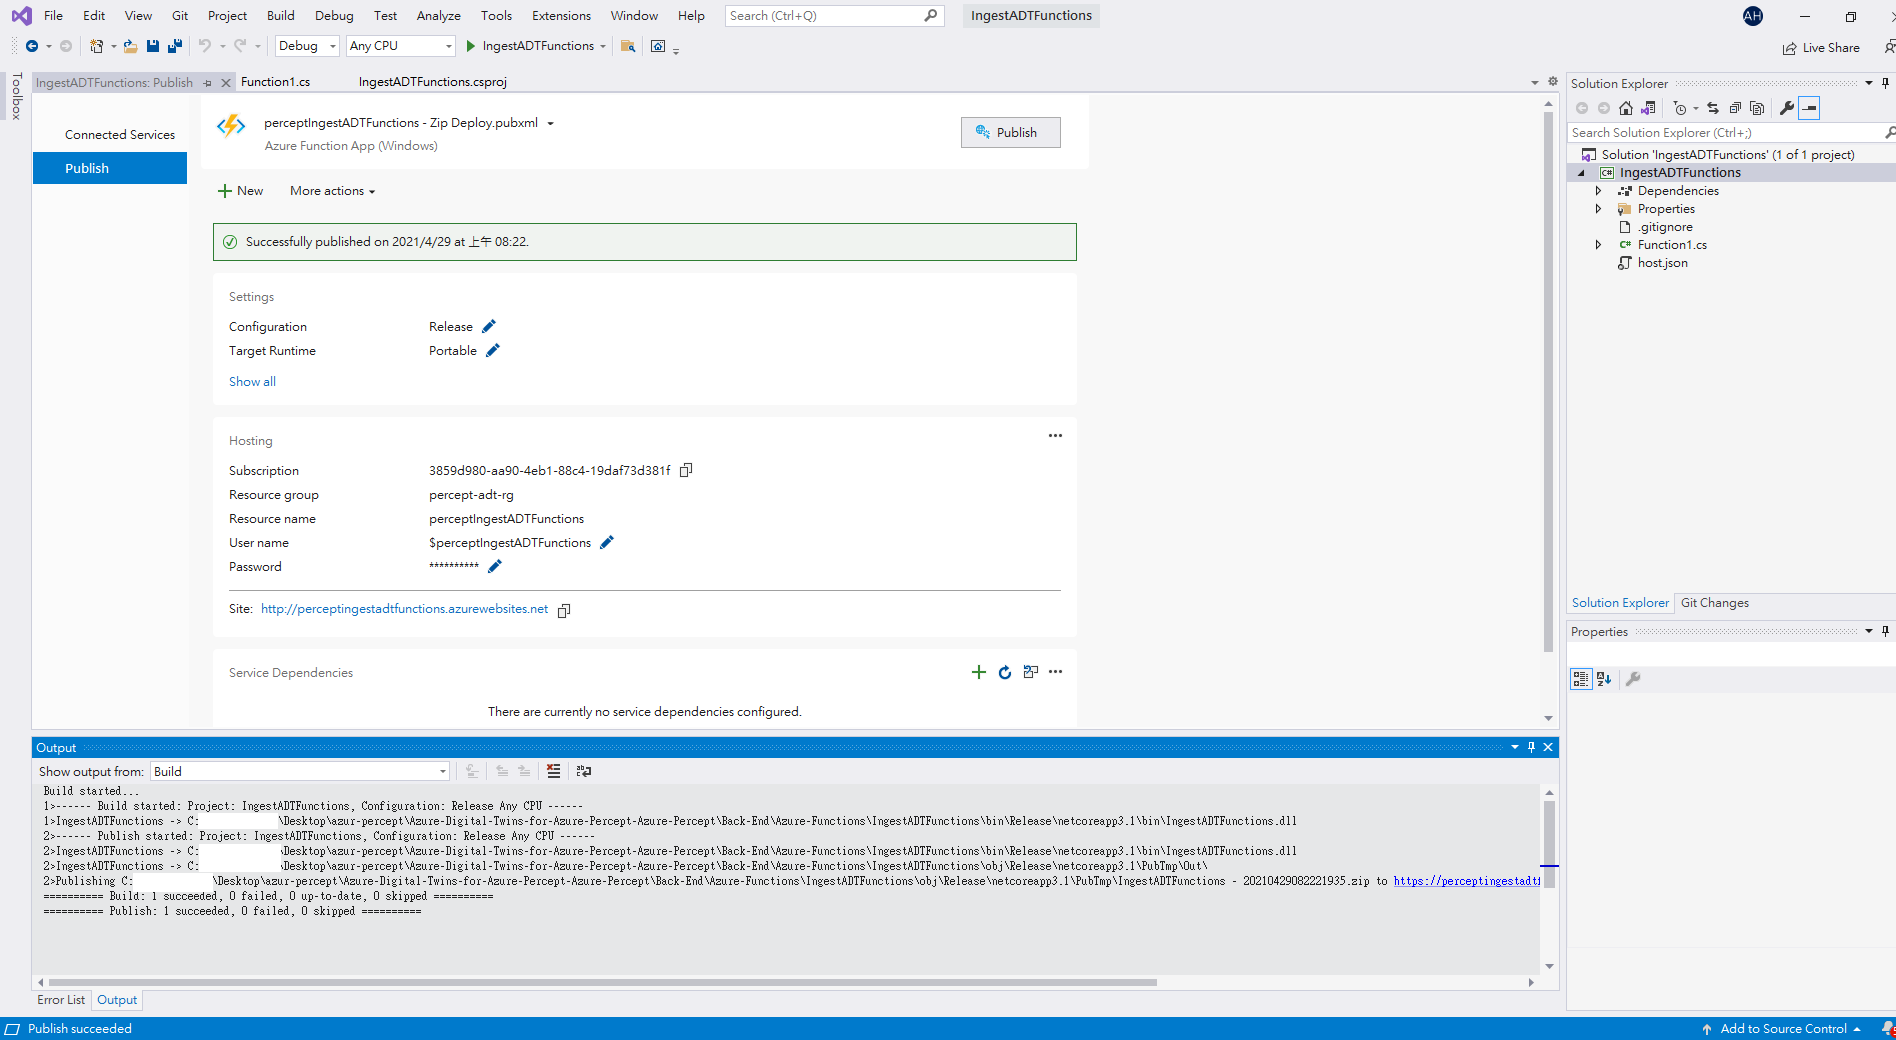 File Edit View Git Project Build Debug Test Analyze Tools Extensions Window Help Search (Ctrl+Q) IngestADTFunctions AH
Debug Any CPU IngestADTFunctions Live Share
Toolbox
IngestADTFunctions: Publish Function1.cs IngestADTFunctions.csproj
Connected Services
Publish
perceptIngestADTFunctions - Zip Deploy.pubxml
Azure Function App (Windows)
Publish
New More actions
Successfully published on 2021/4/29 at 上午 08:22.
Settings
Configuration Release
Target Runtime Portable
Show all
Hosting
Subscription 3859d980-aa90-4eb1-88c4-19daf73d381f
Resource group percept-adt-rg
Resource name perceptIngestADTFunctions
User name $perceptIngestADTFunctions
Password **********
Site: http://perceptingestadtfunctions.azurewebsites.net
Service Dependencies
There are currently no service dependencies configured.
Solution Explorer
Search Solution Explorer (Ctrl+;)
Solution 'IngestADTFunctions' (1 of 1 project)
C# IngestADTFunctions
Dependencies
Properties
.gitignore
C# Function1.cs
host.json
Solution Explorer Git Changes
Properties
Output
Show output from: Build
Build started...
1>------ Build started: Project: IngestADTFunctions, Configuration: Release Any CPU ------
1>IngestADTFunctions -> C: \Desktop\azur-percept\Azure-Digital-Twins-for-Azure-Percept-Azure-Percept\Back-End\Azure-Functions\IngestADTFunctions\bin\Release\netcoreapp3.1\bin\IngestADTFunctions.dll
2>------ Publish started: Project: IngestADTFunctions, Configuration: Release Any CPU ------
2>IngestADTFunctions -> C: \Desktop\azur-percept\Azure-Digital-Twins-for-Azure-Percept-Azure-Percept\Back-End\Azure-Functions\IngestADTFunctions\bin\Release\netcoreapp3.1\bin\IngestADTFunctions.dll
2>IngestADTFunctions -> C: \Desktop\azur-percept\Azure-Digital-Twins-for-Azure-Percept-Azure-Percept\Back-End\Azure-Functions\IngestADTFunctions\obj\Release\netcoreapp3.1\PubTmp\Out\
2>Publishing C: \Desktop\azur-percept\Azure-Digital-Twins-for-Azure-Percept-Azure-Percept\Back-End\Azure-Functions\IngestADTFunctions\obj\Release\netcoreapp3.1\PubTmp\IngestADTFunctions - 20210429082221935.zip to https://perceptingestadtf
========== Build: 1 succeeded, 0 failed, 0 up-to-date, 0 skipped ==========
========== Publish: 1 succeeded, 0 failed, 0 skipped ==========
Error List Output
Publish succeeded Add to Source Control